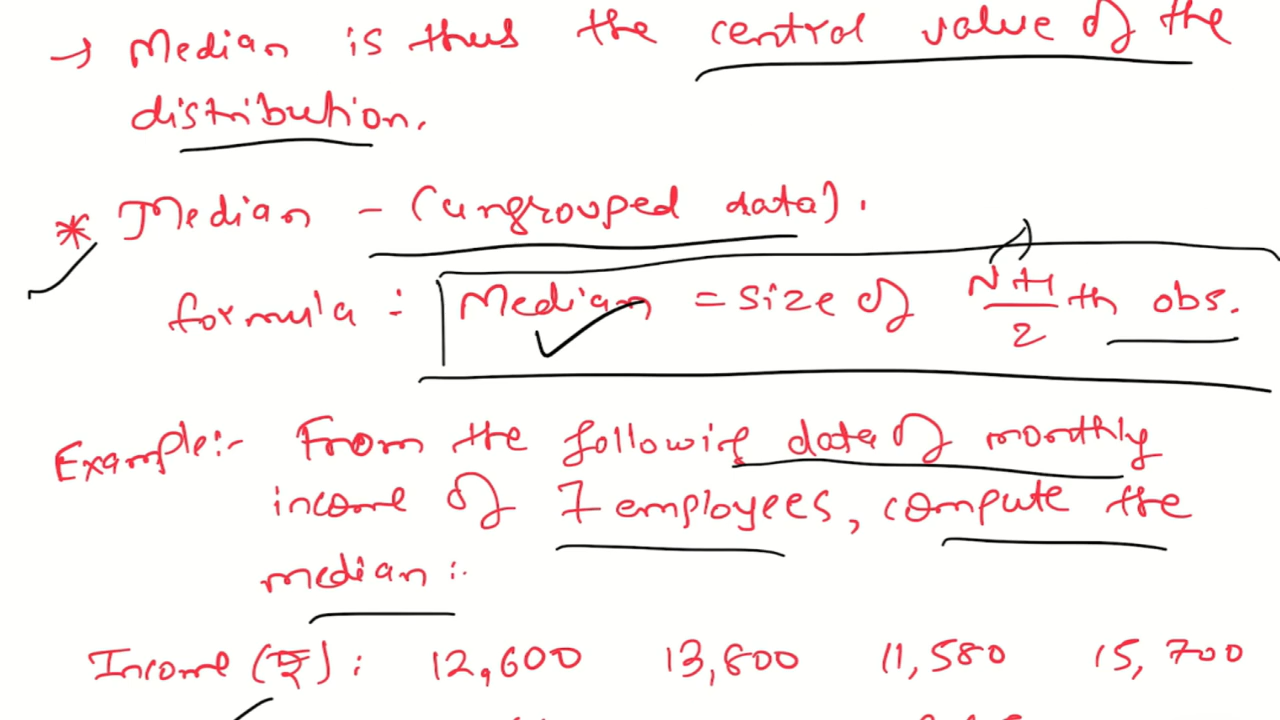 → Median is thus the central value of the
distribution.
* Median - (ungrouped data).
formula :- Median = size of N+1/2 th obs.
Example:- From the followig data of monthly
income of 7 employees, compute the
median :-
Income (₹) : 12,600 13,800 11,580 15,700